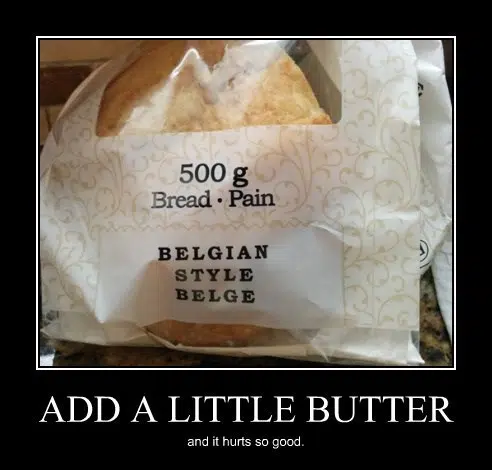 500 g
Bread · Pain
BELGIAN
STYLE
BELGE
ADD A LITTLE BUTTER
and it hurts so good.